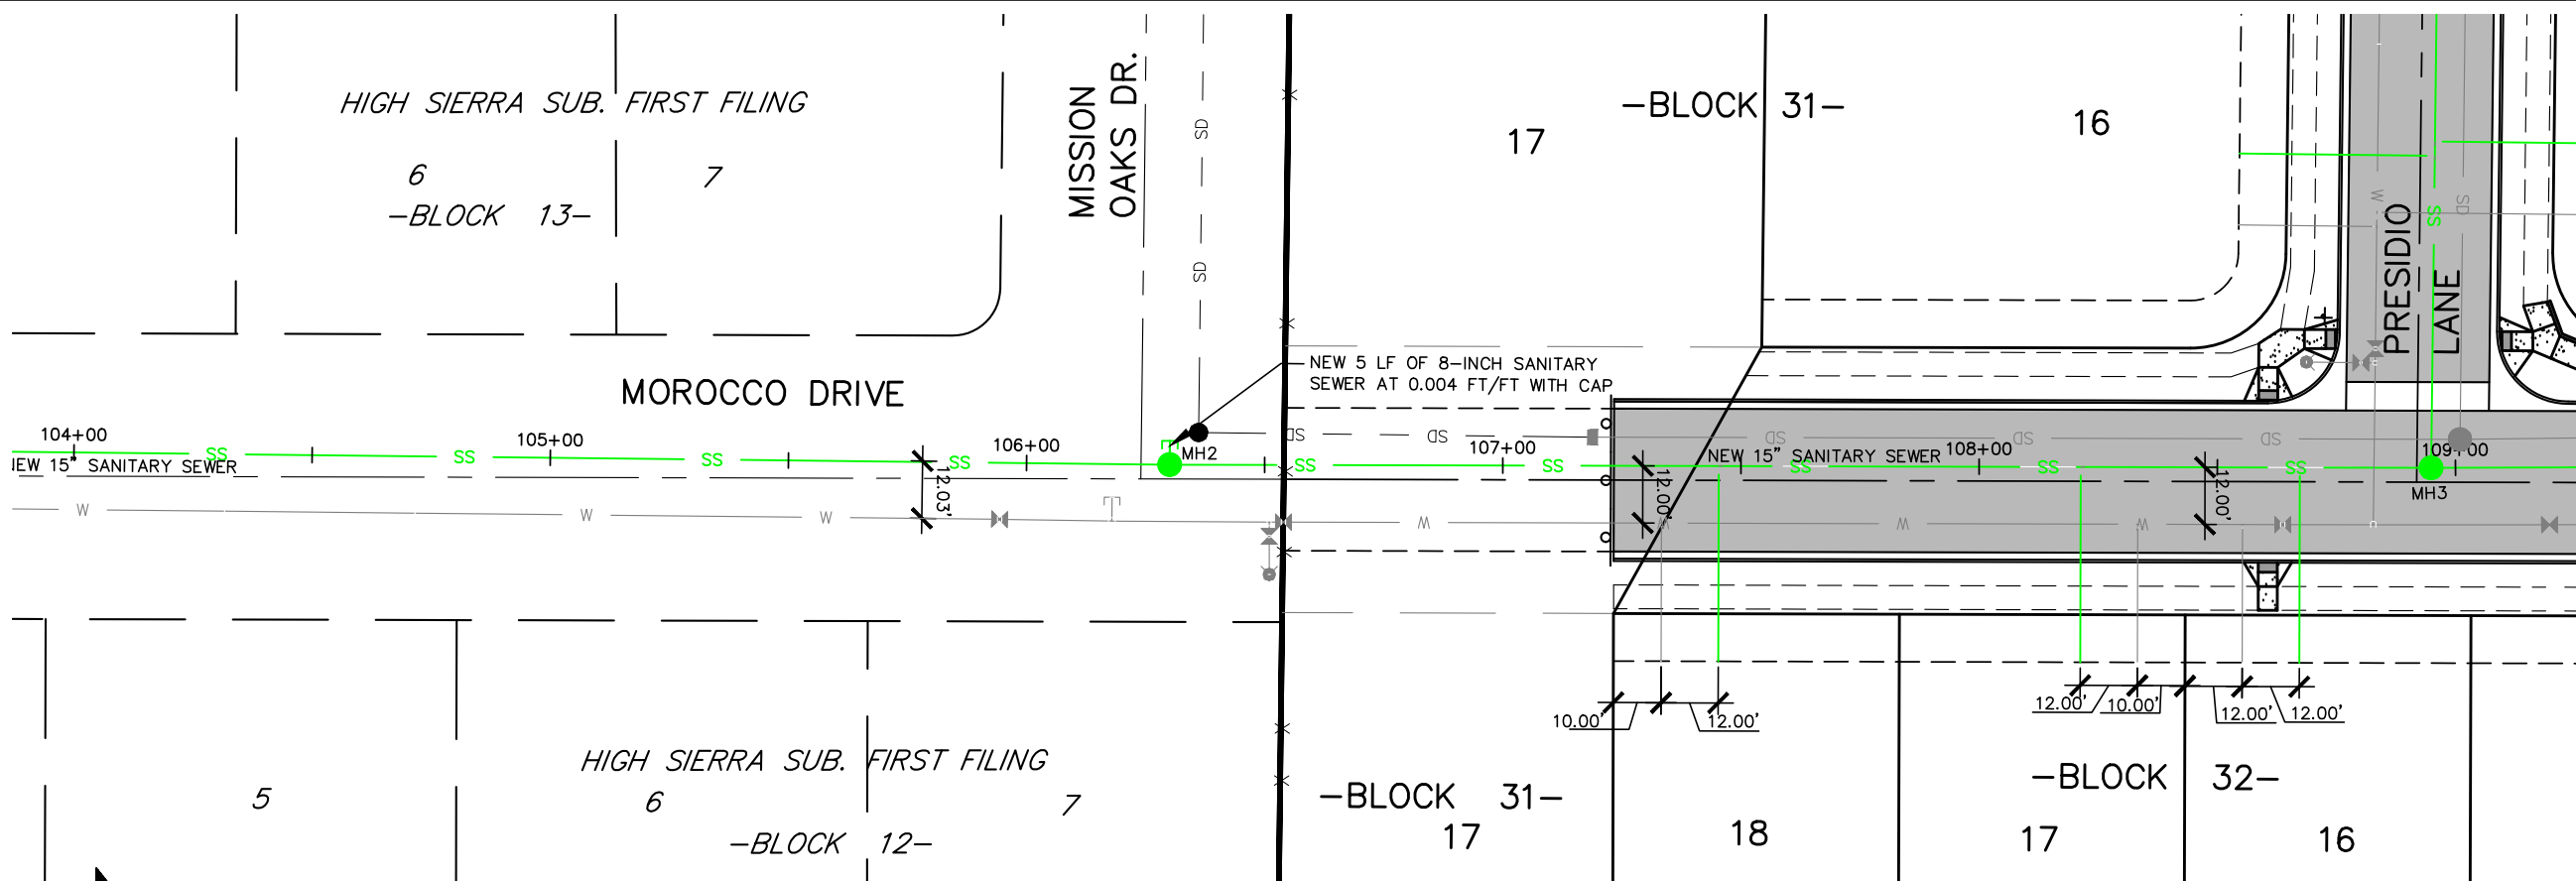 HIGH SIERRA SUB. FIRST FILING
6
7
-BLOCK 13-
MISSION
OAKS DR.
SD
SD
-BLOCK 31-
17
16
W
SS
SD
PRESIDIO
LANE
NEW 5 LF OF 8-INCH SANITARY
SEWER AT 0.004 FT/FT WITH CAP
MOROCCO DRIVE
104+00
105+00
106+00
107+00
108+00
109+00
SS
SS
SS
SS
SS
SS
SS
SS
SS
SD
SD
SD
SD
SD
15" SANITARY SEWER
NEW 15" SANITARY SEWER
MH2
MH3
12.03'
12.00'
12.00'
W
W
W
W
W
W
W
10.00'
12.00'
12.00'
10.00'
12.00'
12.00'
HIGH SIERRA SUB. FIRST FILING
5
6
7
-BLOCK 12-
-BLOCK 31-
17
-BLOCK 32-
18
17
16